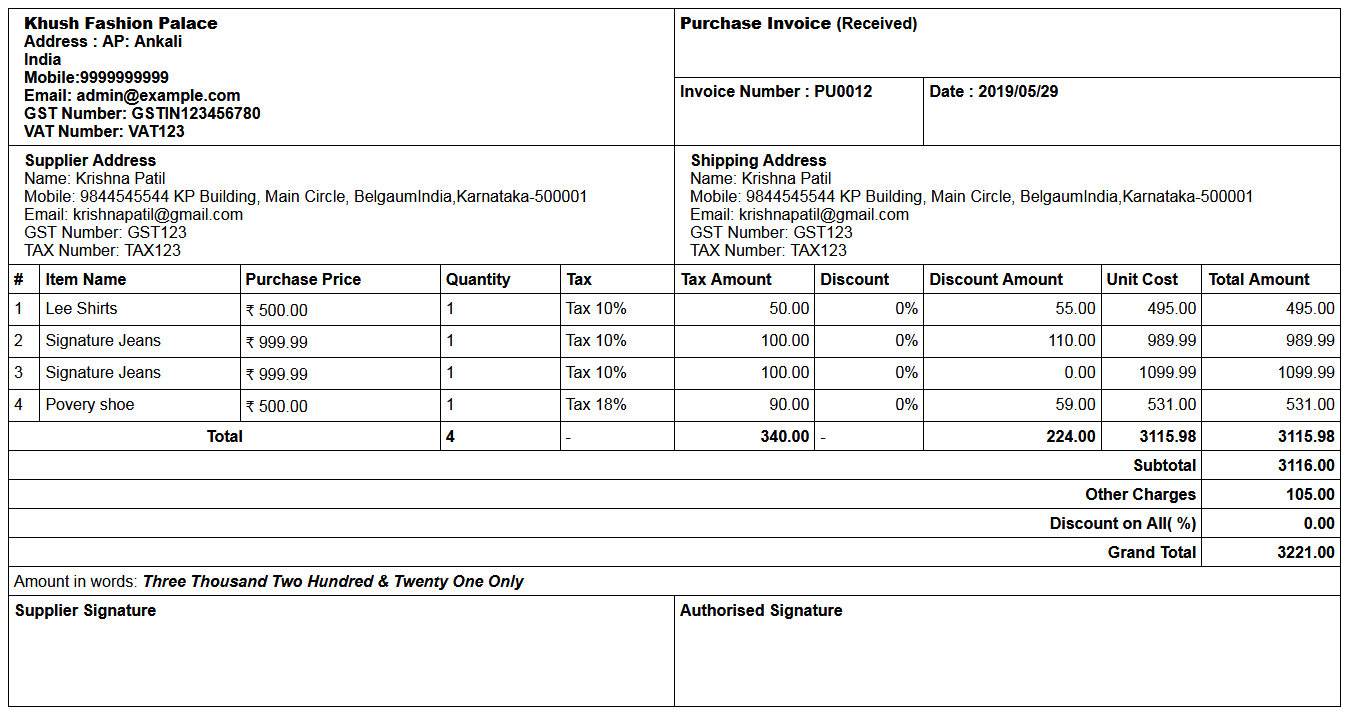 Khush Fashion Palace
Address : AP: Ankali
India
Mobile:9999999999
Email: admin@example.com
GST Number: GSTIN123456780
VAT Number: VAT123
Purchase Invoice (Received)
Invoice Number : PU0012
Date : 2019/05/29
Supplier Address
Name: Krishna Patil
Mobile: 9844545544 KP Building, Main Circle, BelgaumIndia,Karnataka-500001
Email: krishnapatil@gmail.com
GST Number: GST123
TAX Number: TAX123
Shipping Address
Name: Krishna Patil
Mobile: 9844545544 KP Building, Main Circle, BelgaumIndia,Karnataka-500001
Email: krishnapatil@gmail.com
GST Number: GST123
TAX Number: TAX123
# Item Name Purchase Price Quantity Tax Tax Amount Discount Discount Amount Unit Cost Total Amount
1 Lee Shirts ₹ 500.00 1 Tax 10% 50.00 0% 55.00 495.00 495.00
2 Signature Jeans ₹ 999.99 1 Tax 10% 100.00 0% 110.00 989.99 989.99
3 Signature Jeans ₹ 999.99 1 Tax 10% 100.00 0% 0.00 1099.99 1099.99
4 Povery shoe ₹ 500.00 1 Tax 18% 90.00 0% 59.00 531.00 531.00
Total 4 - 340.00 - 224.00 3115.98 3115.98
Subtotal 3116.00
Other Charges 105.00
Discount on All( %) 0.00
Grand Total 3221.00
Amount in words: Three Thousand Two Hundred & Twenty One Only
Supplier Signature
Authorised Signature